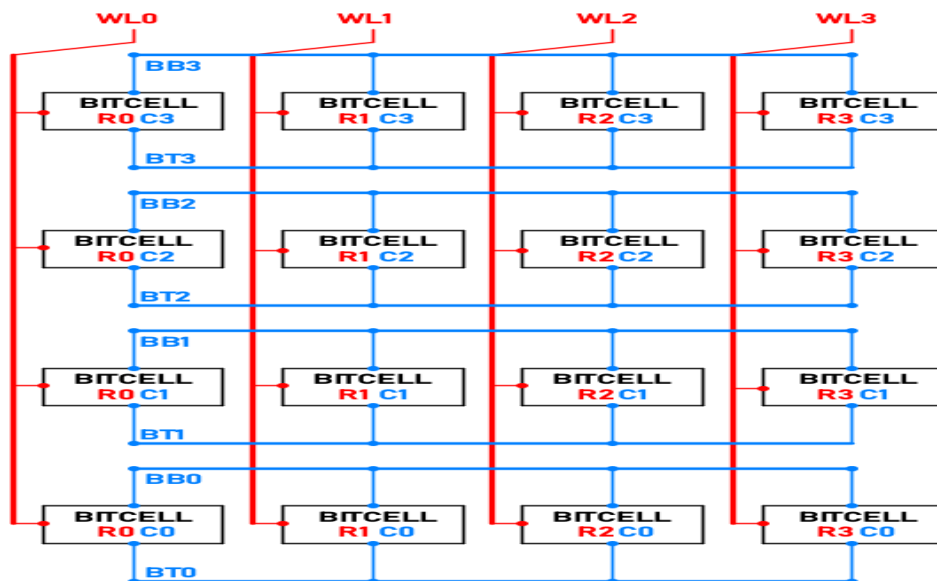 WL0 WL1 WL2 WL3
BB3
BITCELL BITCELL BITCELL BITCELL
R0 C3 R1 C3 R2 C3 R3 C3
BT3
BB2
BITCELL BITCELL BITCELL BITCELL
R0 C2 R1 C2 R2 C2 R3 C2
BT2
BB1
BITCELL BITCELL BITCELL BITCELL
R0 C1 R1 C1 R2 C1 R3 C1
BT1
BB0
BITCELL BITCELL BITCELL BITCELL
R0 C0 R1 C0 R2 C0 R3 C0
BT0